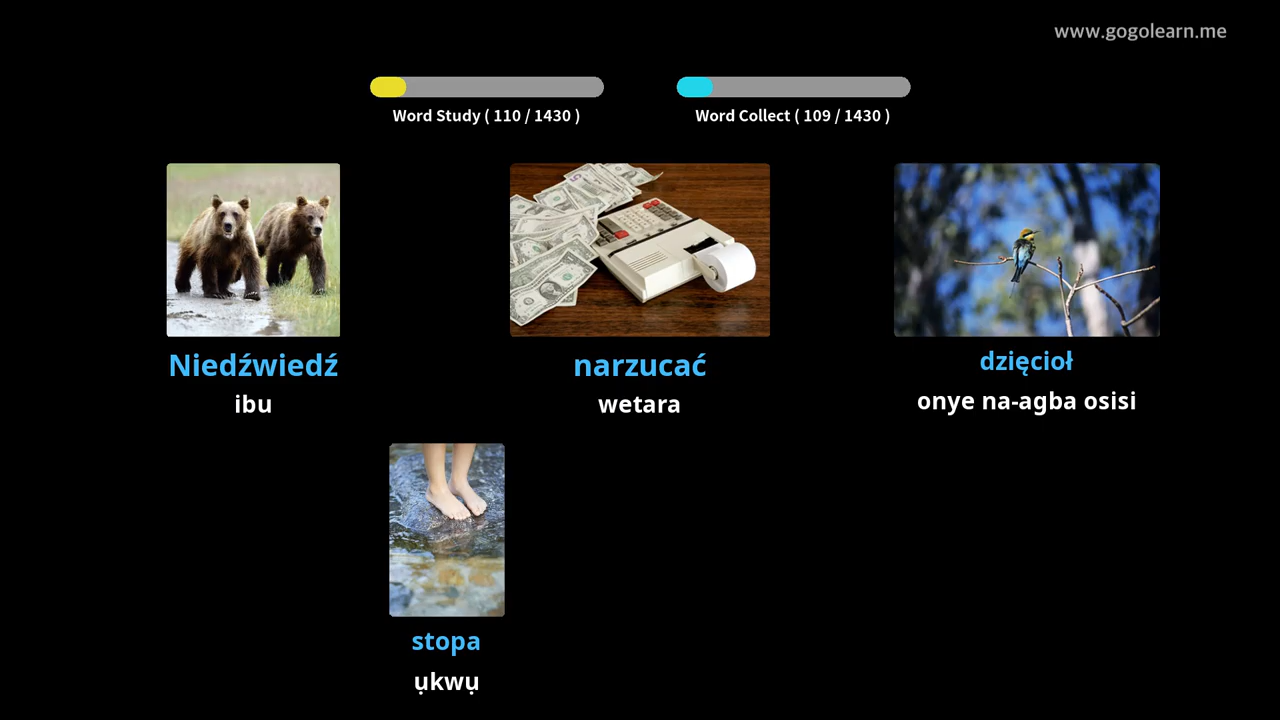 www.gogolearn.me
Word Study ( 110 / 1430 )
Word Collect ( 109 / 1430 )
Niedźwiedź
ibu
narzucać
wetara
dzięcioł
onye na-agba osisi
stopa
ụkwụ